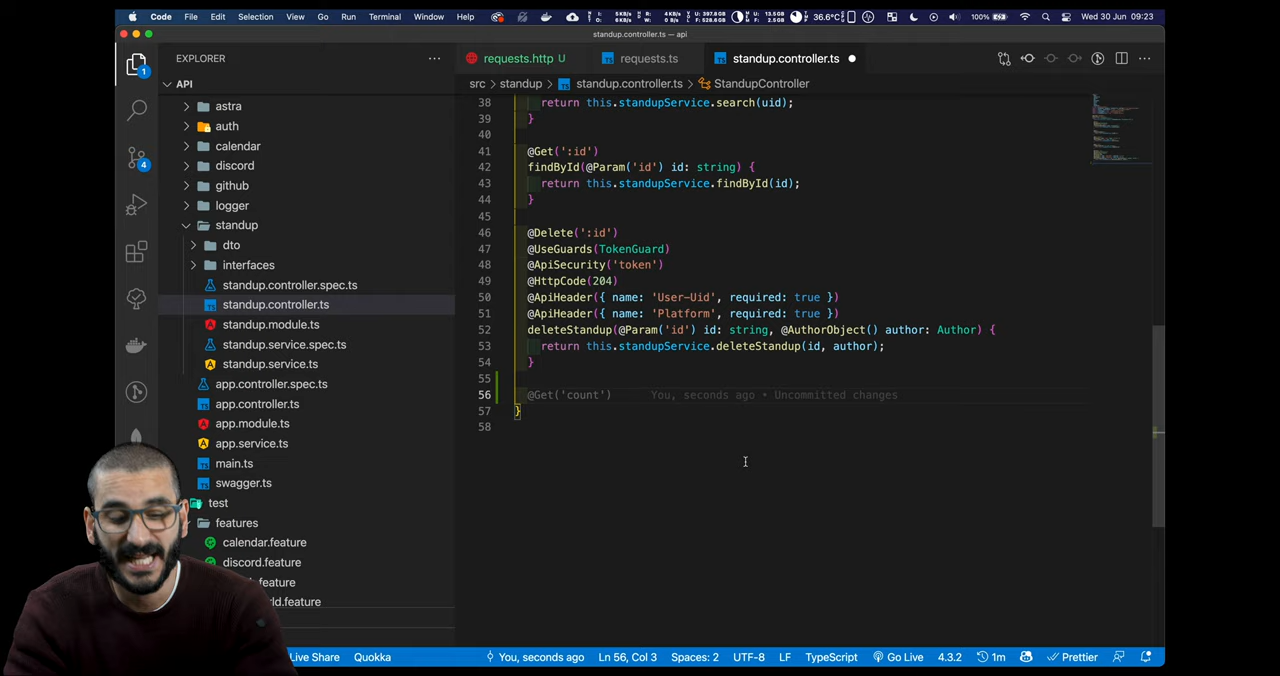 Code File Edit Selection View Go Run Terminal Window Help 100% Wed 30 Jun 09:23
36.6°C
standup.controller.ts — api
EXPLORER
requests.http U
requests.ts
standup.controller.ts
src › standup › standup.controller.ts › StandupController
API
astra
auth
calendar
discord
github
logger
standup
dto
interfaces
standup.controller.spec.ts
standup.controller.ts
standup.module.ts
standup.service.spec.ts
standup.service.ts
app.controller.spec.ts
app.controller.ts
app.module.ts
app.service.ts
main.ts
swagger.ts
test
features
calendar.feature
discord.feature
.feature
ld.feature
1
4
38 return this.standupService.search(uid);
39 }
40
41 @Get(':id')
42 findById(@Param('id') id: string) {
43 return this.standupService.findById(id);
44 }
45
46 @Delete(':id')
47 @UseGuards(TokenGuard)
48 @ApiSecurity('token')
49 @HttpCode(204)
50 @ApiHeader({ name: 'User-Uid', required: true })
51 @ApiHeader({ name: 'Platform', required: true })
52 deleteStandup(@Param('id') id: string, @AuthorObject() author: Author) {
53 return this.standupService.deleteStandup(id, author);
54 }
55
56 @Get('count') You, seconds ago • Uncommitted changes
57 }
58
Live Share Quokka You, seconds ago Ln 56, Col 3 Spaces: 2 UTF-8 LF TypeScript Go Live 4.3.2 1m Prettier